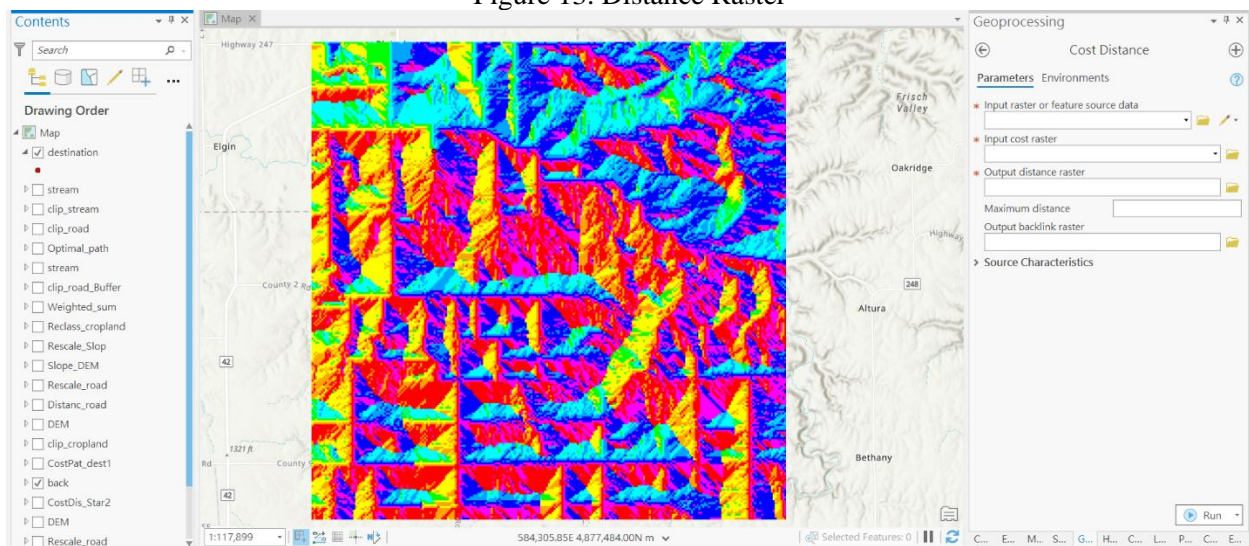 Figure 13. Distance Raster
Contents
Search
Drawing Order
Map
destination
stream
clip_stream
clip_road
Optimal_path
stream
clip_road_Buffer
Weighted_sum
Reclass_cropland
Rescale_Slop
Slope_DEM
Rescale_road
Distanc_road
DEM
clip_cropland
CostPat_dest1
back
CostDis_Star2
DEM
Rescale_road
Map
Highway 247
Elgin
County 2 Rd
42
1321 ft
Rd
County
42
Frisch
Valley
Oakridge
Highway
248
Altura
Bethany
1:117,899
584,305.85E 4,877,484.00N m
Selected Features: 0
Geoprocessing
Cost Distance
Parameters Environments
* Input raster or feature source data
* Input cost raster
* Output distance raster
Maximum distance
Output backlink raster
> Source Characteristics
Run
C... E... M... S... G... H... C... L... P... C... E...